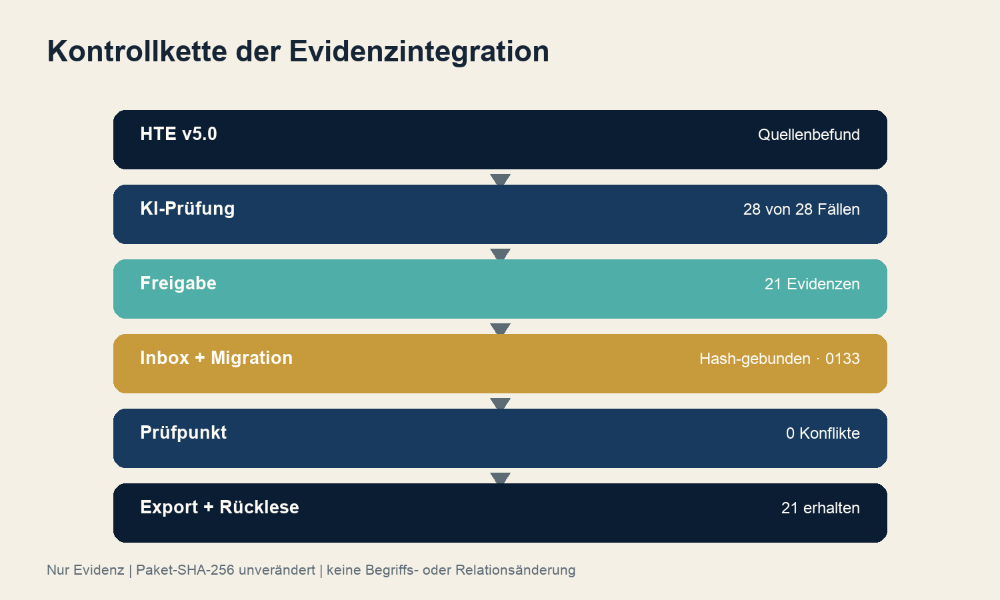 Kontrollkette der Evidenzintegration
HTE v5.0 Quellenbefund
KI-Prüfung 28 von 28 Fällen
Freigabe 21 Evidenzen
Inbox + Migration Hash-gebunden · 0133
Prüfpunkt 0 Konflikte
Export + Rücklese 21 erhalten
Nur Evidenz | Paket-SHA-256 unverändert | keine Begriffs- oder Relationsänderung